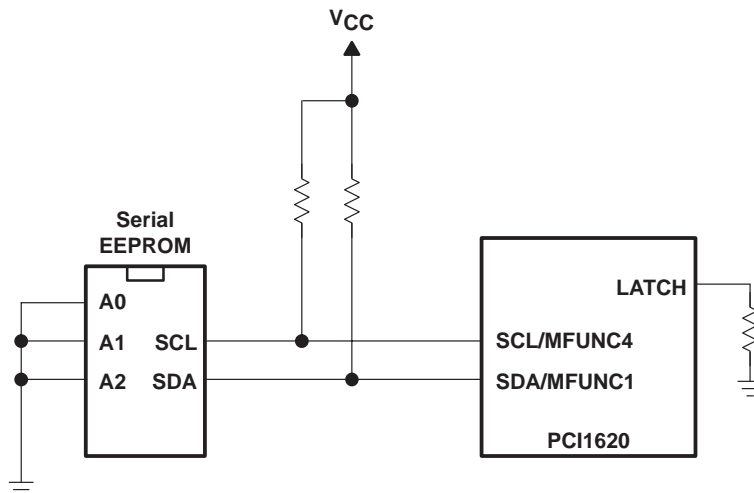 VCC
Serial
EEPROM
A0
A1
A2
SCL
SDA
LATCH
SCL/MFUNC4
SDA/MFUNC1
PCI1620